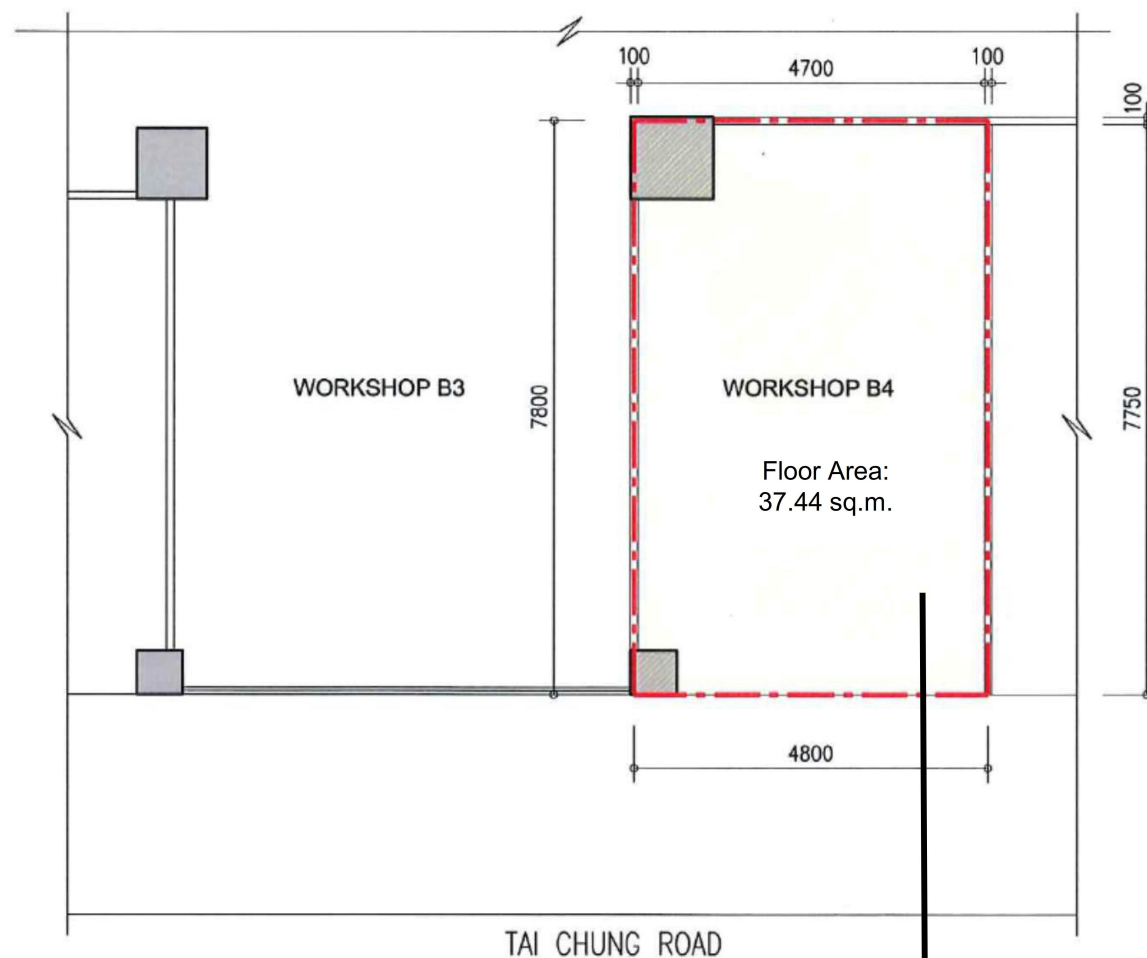 100
4700
100
100
WORKSHOP B3
7800
WORKSHOP B4
7750
Floor Area:
37.44 sq.m.
4800
TAI CHUNG ROAD